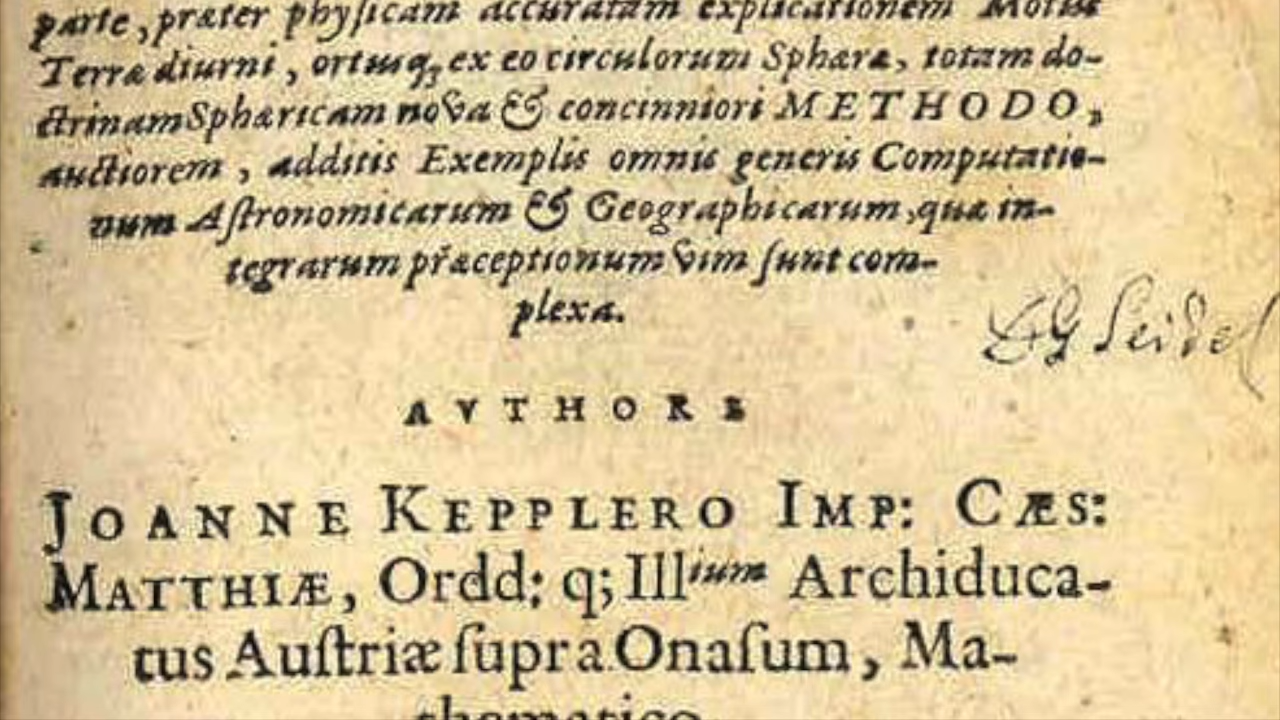 parte, præter phyſicam accuratam explicationem Motus
Terræ diurni, ortusq; ex eo circulorum Sphæræ, totam do-
ctrinam Sphæricam nova & concinniori METHODO,
auctiorem, additis Exemplis omnis generis Computatio-
num Aſtronomicarum & Geographicarum, quæ in-
tegrarum præceptionum vim ſunt com-
plexa.
Seidel
AVTHORE
JOANNE KEPPLERO IMP: CÆS:
MATTHIÆ, Ordd: q; Illium Archiduca-
tus Auſtriæ ſupra Onaſum, Ma-
thematico.